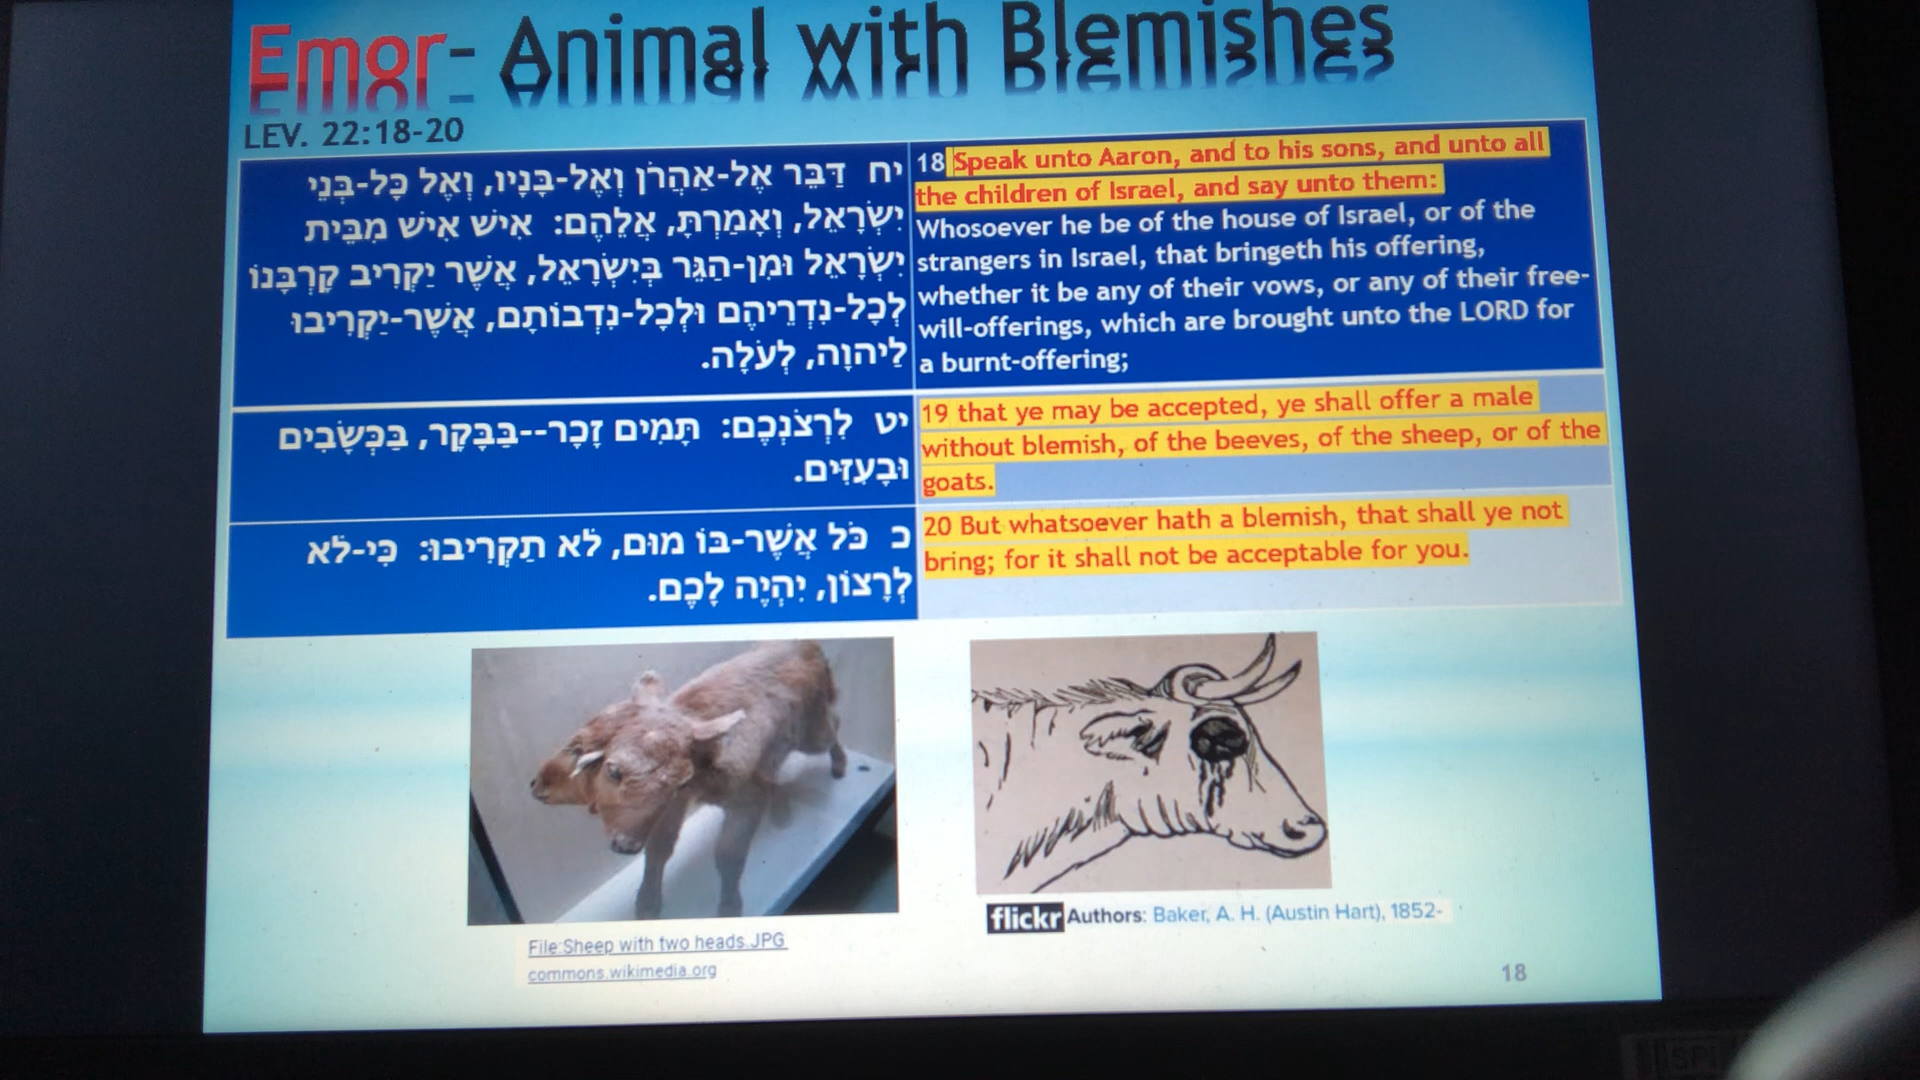 Emor- Animal with Blemishes
LEV. 22:18-20
יח דַּבֵּר אֶל-אַהֲרֹן וְאֶל-בָּנָיו, וְאֶל כָּל-בְּנֵי
יִשְׂרָאֵל, וְאָמַרְתָּ, אֲלֵהֶם: אִישׁ אִישׁ מִבֵּית
יִשְׂרָאֵל וּמִן-הַגֵּר בְּיִשְׂרָאֵל, אֲשֶׁר יַקְרִיב קָרְבָּנוֹ
לְכָל-נִדְרֵיהֶם וּלְכָל-נִדְבוֹתָם, אֲשֶׁר-יַקְרִיבוּ
לַיהוָה, לְעֹלָה.
18 Speak unto Aaron, and to his sons, and unto all
the children of Israel, and say unto them:
Whosoever he be of the house of Israel, or of the
strangers in Israel, that bringeth his offering,
whether it be any of their vows, or any of their free-
will-offerings, which are brought unto the LORD for
a burnt-offering;
יט לִרְצֹנְכֶם: תָּמִים זָכָר--בַּבָּקָר, בַּכְּשָׂבִים
וּבָעִזִּים.
19 that ye may be accepted, ye shall offer a male
without blemish, of the beeves, of the sheep, or of the
goats.
כ כֹּל אֲשֶׁר-בּוֹ מוּם, לֹא תַקְרִיבוּ: כִּי-לֹא
לְרָצוֹן, יִהְיֶה לָכֶם.
20 But whatsoever hath a blemish, that shall ye not
bring; for it shall not be acceptable for you.
File:Sheep with two heads.JPG
commons.wikimedia.org
flickr Authors: Baker, A. H. (Austin Hart), 1852-
18